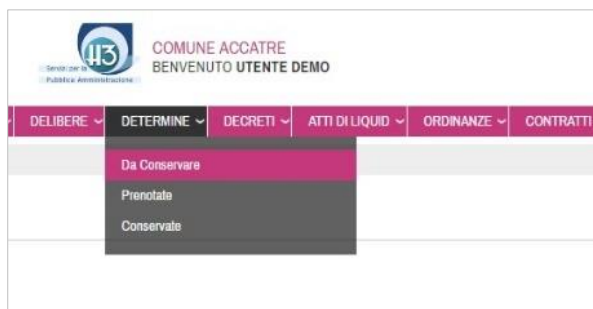 H3
Servizi per la
Pubblica Amministrazione
COMUNE ACCATRE
BENVENUTO UTENTE DEMO
DELIBERE
DETERMINE
DECRETI
ATTI DI LIQUID
ORDINANZE
CONTRATTI
Da Conservare
Prenotate
Conservate